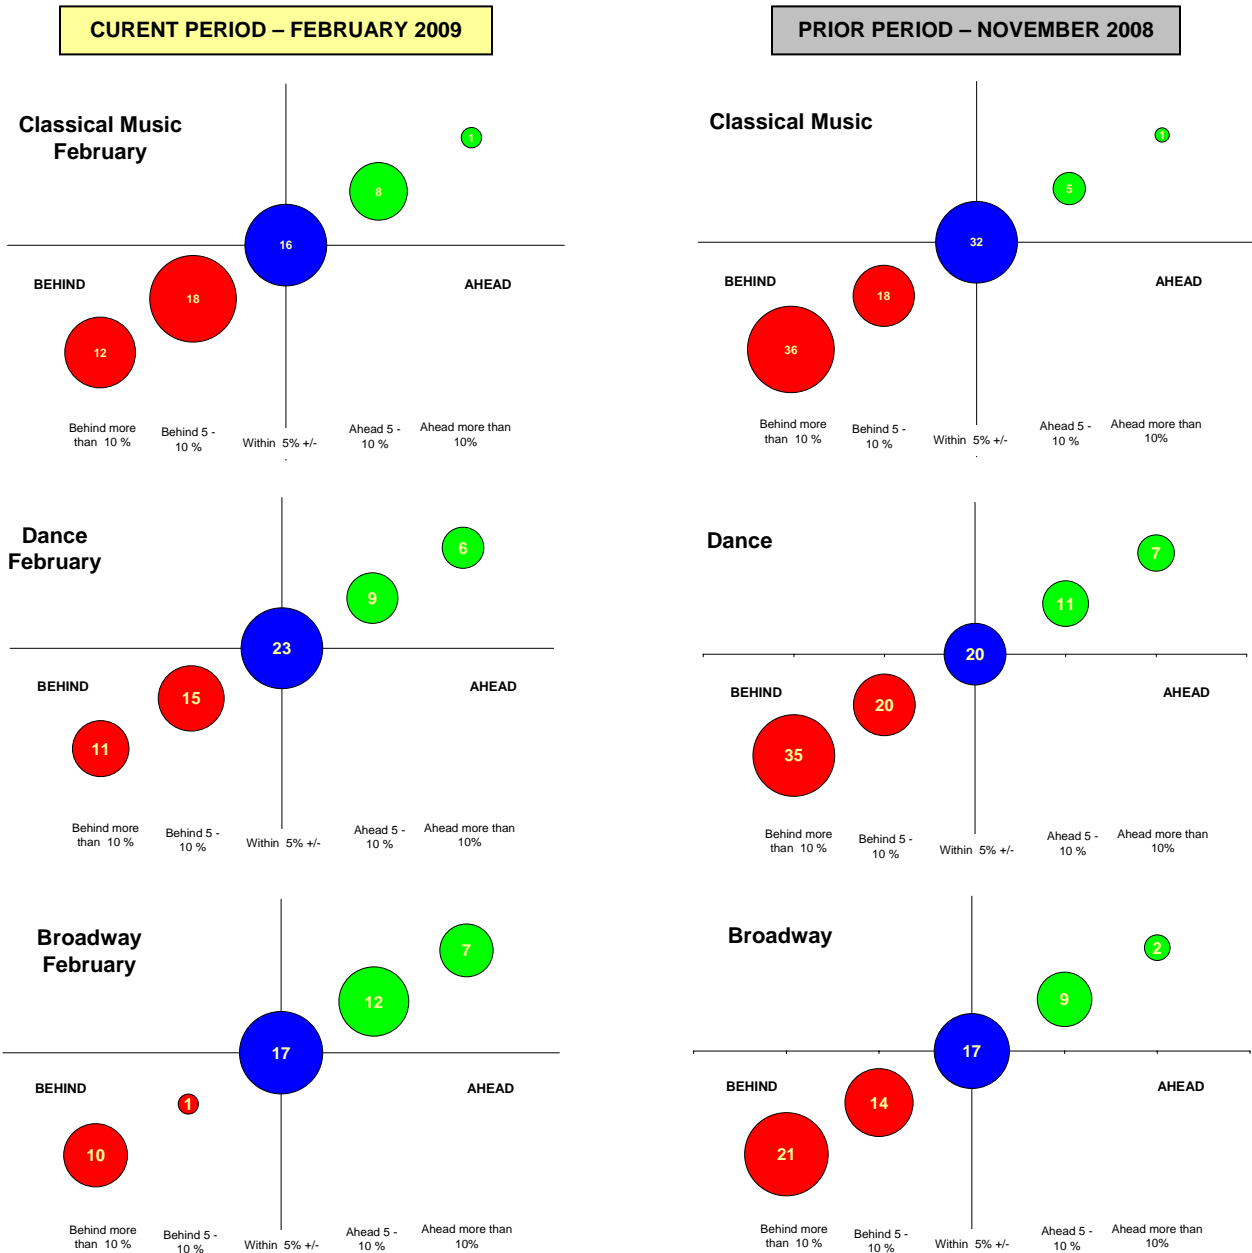 CURENT PERIOD – FEBRUARY 2009
Classical Music
February
1
8
16
18
12
BEHIND
AHEAD
Behind more
than 10 %
Behind 5 -
10 %
Within 5% +/-
Ahead 5 -
10 %
Ahead more than
10%
Dance
February
6
9
23
15
11
BEHIND
AHEAD
Behind more
than 10 %
Behind 5 -
10 %
Within 5% +/-
Ahead 5 -
10 %
Ahead more than
10%
Broadway
February
7
12
17
1
10
BEHIND
AHEAD
Behind more
than 10 %
Behind 5 -
10 %
Within 5% +/-
Ahead 5 -
10 %
Ahead more than
10%
PRIOR PERIOD – NOVEMBER 2008
Classical Music
1
5
32
18
36
BEHIND
AHEAD
Behind more
than 10 %
Behind 5 -
10 %
Within 5% +/-
Ahead 5 -
10 %
Ahead more than
10%
Dance
7
11
20
20
35
BEHIND
AHEAD
Behind more
than 10 %
Behind 5 -
10 %
Within 5% +/-
Ahead 5 -
10 %
Ahead more than
10%
Broadway
2
9
17
14
21
BEHIND
AHEAD
Behind more
than 10 %
Behind 5 -
10 %
Within 5% +/-
Ahead 5 -
10 %
Ahead more than
10%